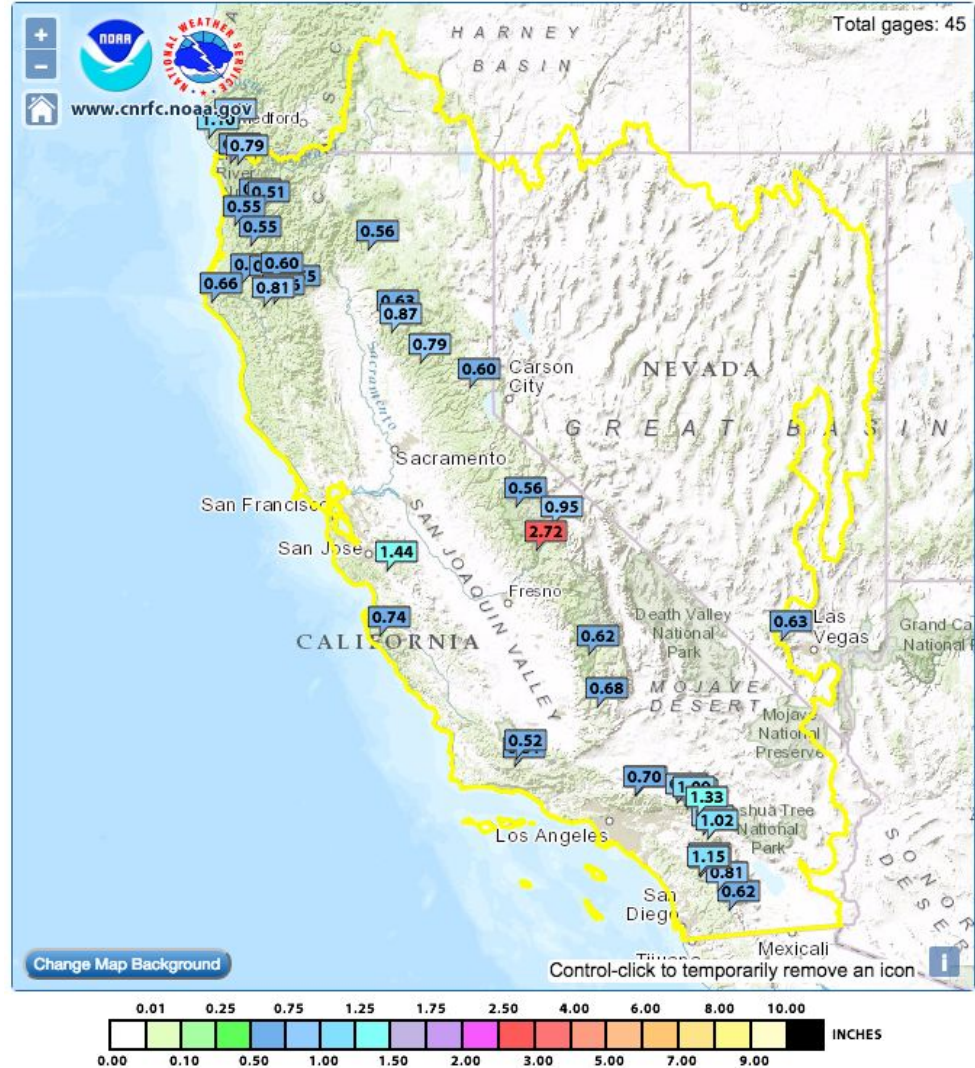 HARNEY
BASIN
Total gages: 45
+
−
NOAA
NATIONAL WEATHER SERVICE
www.cnrfc.noaa.gov
1.10
0.79
0.51
0.55
0.55
0.56
0.60
0.66
0.81
0.63
0.87
0.79
0.60
Carson
City
NEVADA
GREAT BASIN
Sacramento
Sacramento
0.56
0.95
2.72
San Francisco
San Jose
1.44
SAN JOAQUIN VALLEY
Fresno
0.74
CALIFORNIA
0.62
Death Valley
National
Park
0.63
Las
Vegas
0.68
MOJAVE
DESERT
Mojave
National
Preserve
0.52
0.70
1.33
1.02
National
Park
Los Angeles
1.15
0.81
0.62
San
Diego
Mexicali
Change Map Background
Control-click to temporarily remove an icon
i
0.01 0.25 0.75 1.25 1.75 2.50 4.00 6.00 8.00 10.00
INCHES
0.00 0.10 0.50 1.00 1.50 2.00 3.00 5.00 7.00 9.00